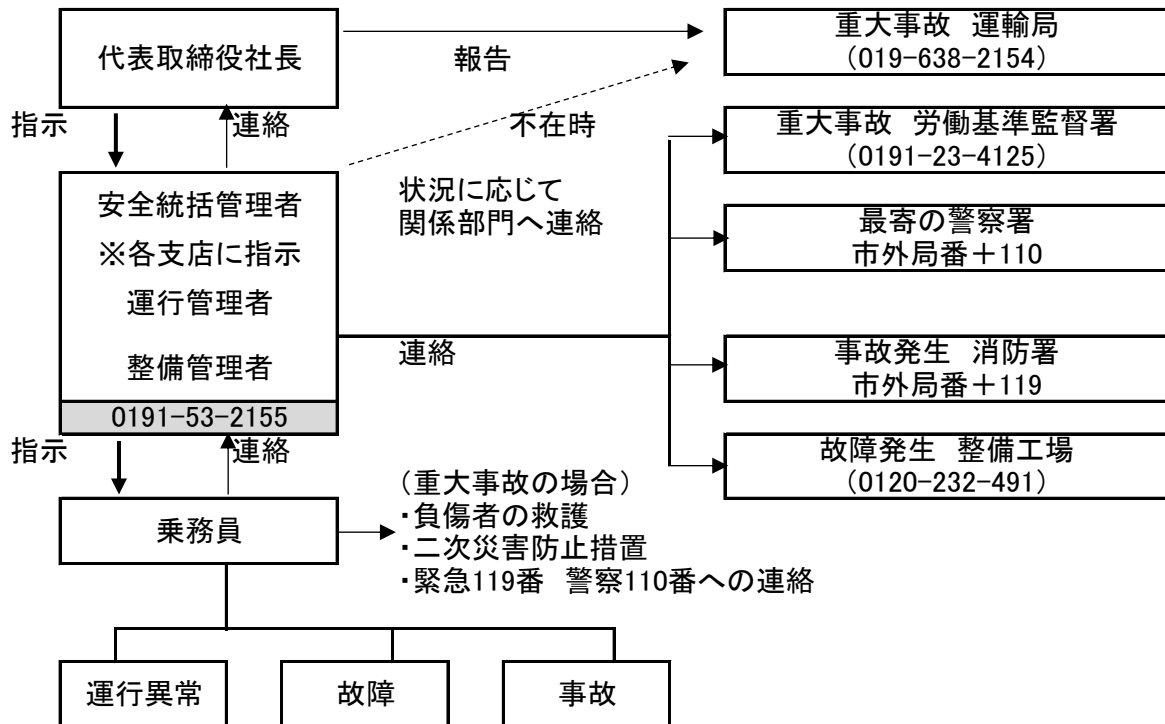 代表取締役社長
報告
重大事故 運輸局
(019-638-2154)
指示
連絡
不在時
重大事故 労働基準監督署
(0191-23-4125)
安全統括管理者
※各支店に指示
運行管理者
整備管理者
0191-53-2155
状況に応じて
関係部門へ連絡
最寄の警察署
市外局番+110
連絡
事故発生 消防署
市外局番+119
指示
連絡
故障発生 整備工場
(0120-232-491)
乗務員
(重大事故の場合)
・負傷者の救護
・二次災害防止措置
・緊急119番 警察110番への連絡
運行異常
故障
事故